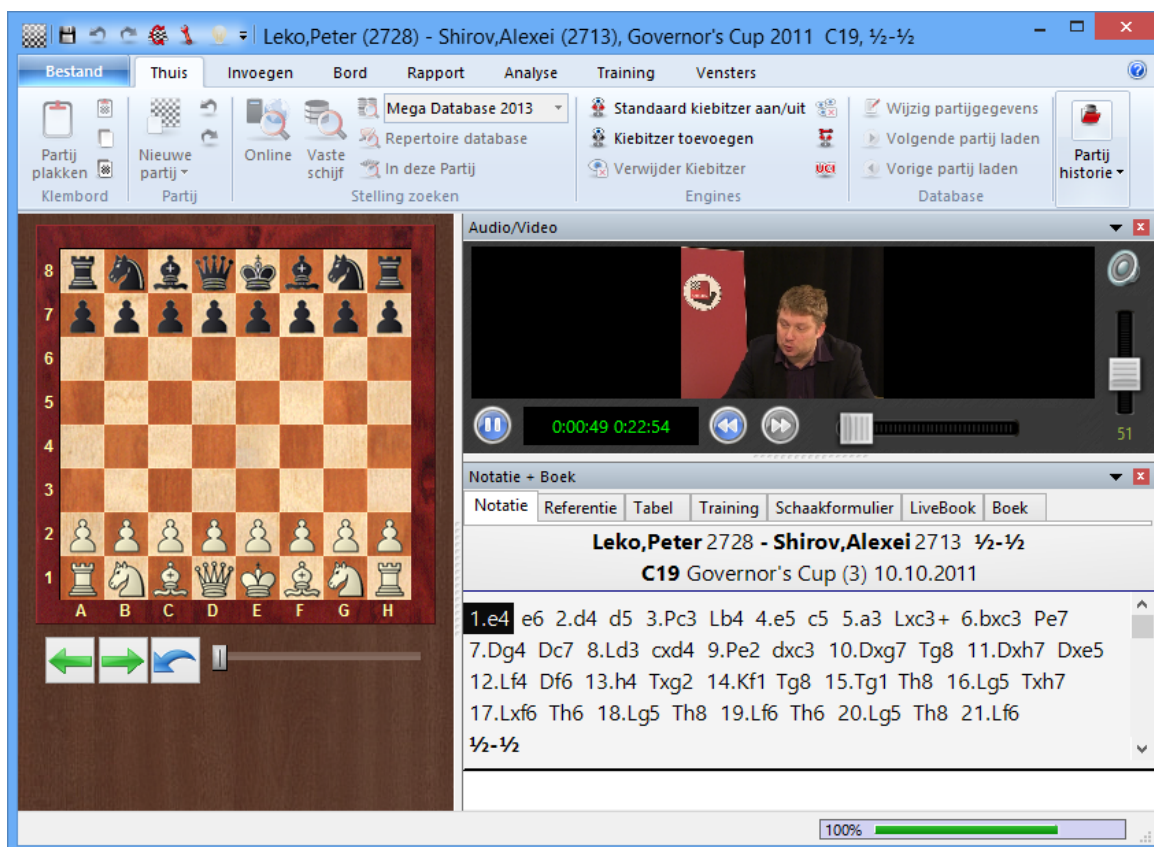 Leko,Peter (2728) - Shirov,Alexei (2713), Governor's Cup 2011 C19, ½-½
Bestand Thuis Invoegen Bord Rapport Analyse Training Vensters
Partij plakken
Klembord
Nieuwe partij
Partij
Online
Vaste schijf
Mega Database 2013
Repertoire database
In deze Partij
Stelling zoeken
Standaard kiebitzer aan/uit
Kiebitzer toevoegen
Verwijder Kiebitzer
UCI
Engines
Wijzig partijgegevens
Volgende partij laden
Vorige partij laden
Database
Partij historie
8
7
6
5
4
3
2
1
A B C D E F G H
Audio/Video
0:00:49 0:22:54
51
Notatie + Boek
Notatie Referentie Tabel Training Schaakformulier LiveBook Boek
Leko,Peter 2728 - Shirov,Alexei 2713 ½-½
C19 Governor's Cup (3) 10.10.2011
1.e4 e6 2.d4 d5 3.Pc3 Lb4 4.e5 c5 5.a3 Lxc3+ 6.bxc3 Pe7
7.Dg4 Dc7 8.Ld3 cxd4 9.Pe2 dxc3 10.Dxg7 Tg8 11.Dxh7 Dxe5
12.Lf4 Df6 13.h4 Txg2 14.Kf1 Tg8 15.Tg1 Th8 16.Lg5 Txh7
17.Lxf6 Th6 18.Lg5 Th8 19.Lf6 Th6 20.Lg5 Th8 21.Lf6
½-½
100%